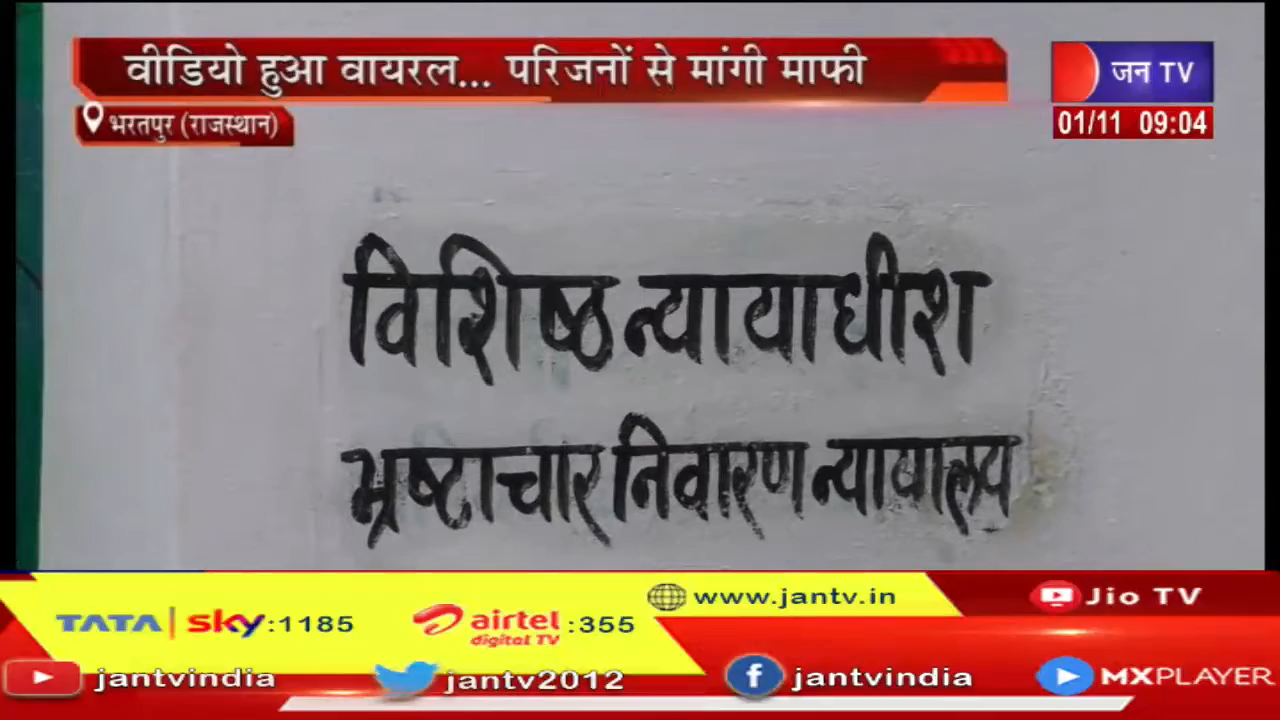 वीडियो हुआ वायरल... परिजनों से मांगी माफी
जन TV
भरतपुर (राजस्थान)
01/11 09:04
विशिष्ठ न्यायाधीश
भ्रष्टाचार निवारण न्यायालय
www.jantv.in
Jio TV
TATA sky:1185
airtel digital TV :355
jantvindia
jantv2012
jantvindia
MXPLAYER